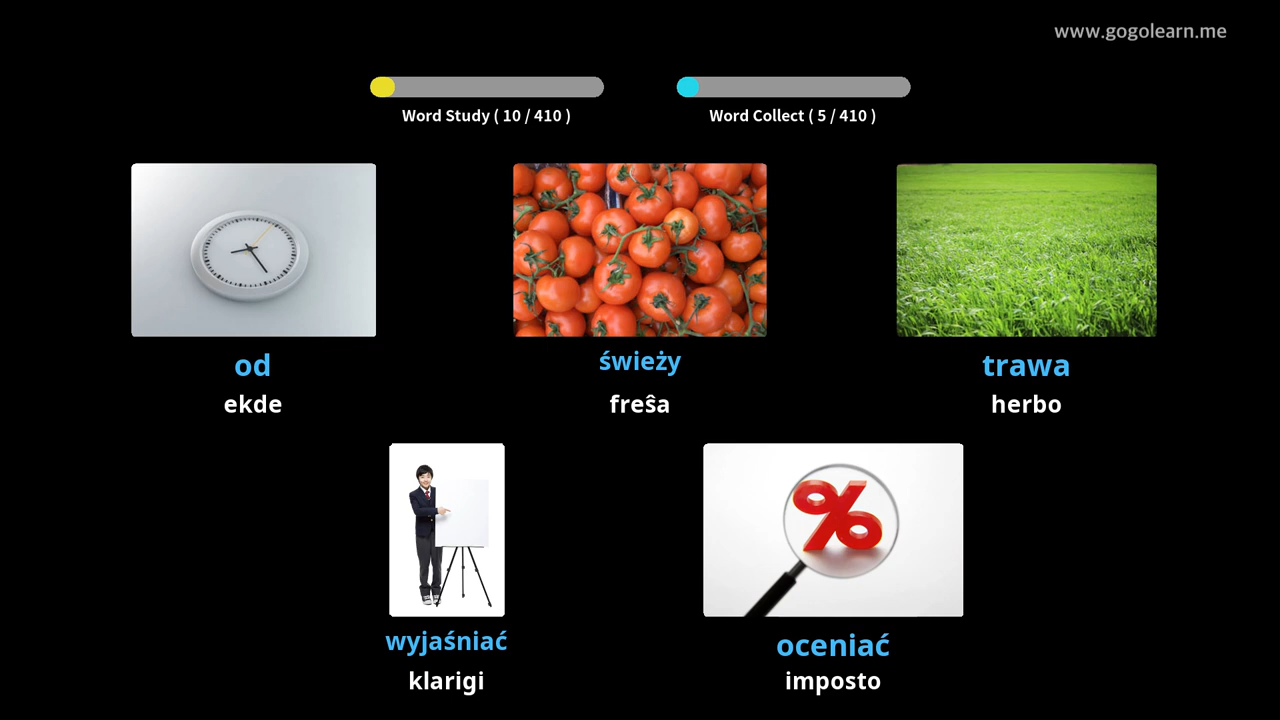 www.gogolearn.me
Word Study ( 10 / 410 )
Word Collect ( 5 / 410 )
od
ekde
świeży
freŝa
trawa
herbo
wyjaśniać
klarigi
%
oceniać
imposto